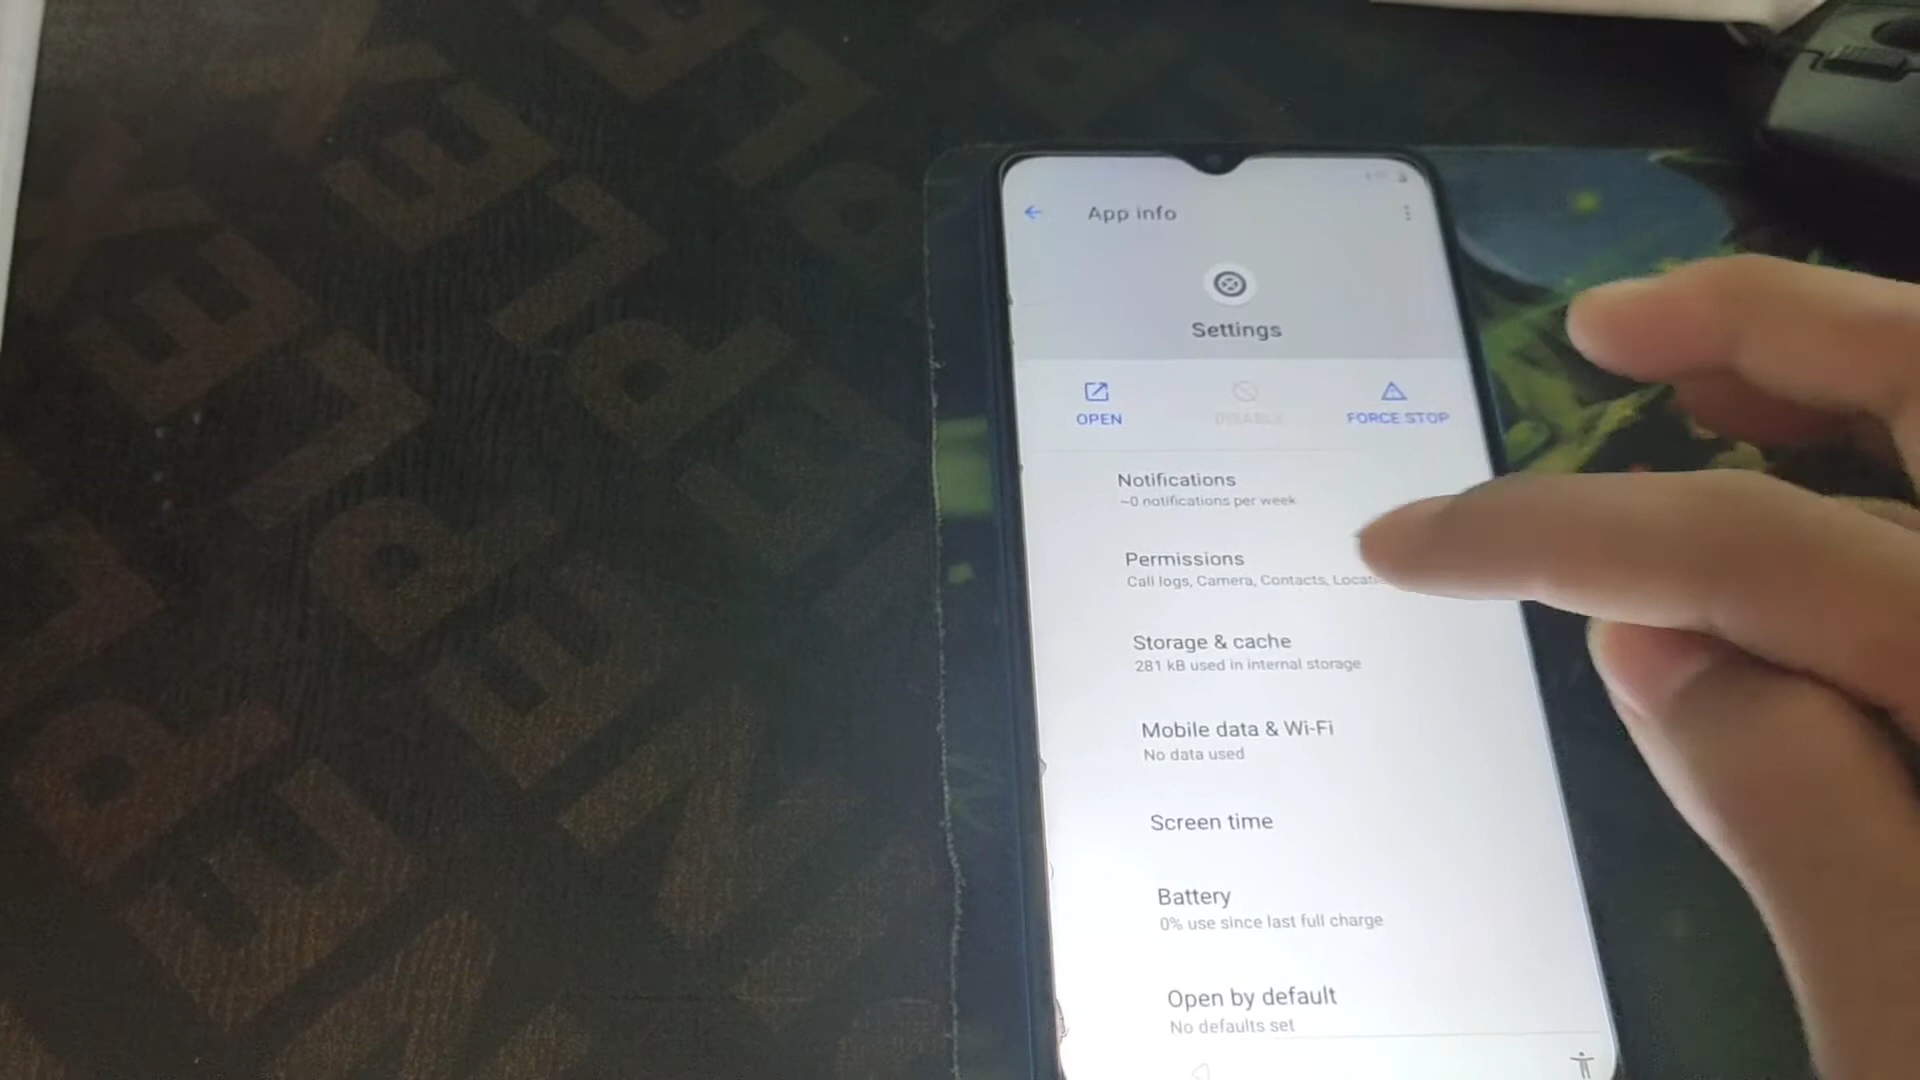 App info
Settings
OPEN
DISABLE
FORCE STOP
Notifications
~0 notifications per week
Permissions
Call logs, Camera, Contacts,
Storage & cache
281 kB used in internal storage
Mobile data & Wi-Fi
No data used
Screen time
Battery
0% use since last full charge
Open by default
No defaults set